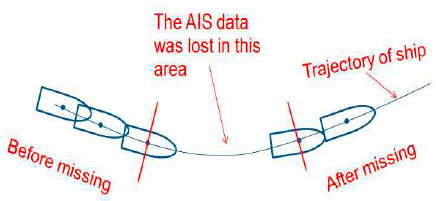 The AIS data
was lost in this
area
Trajectory of ship
Before missing
After missing